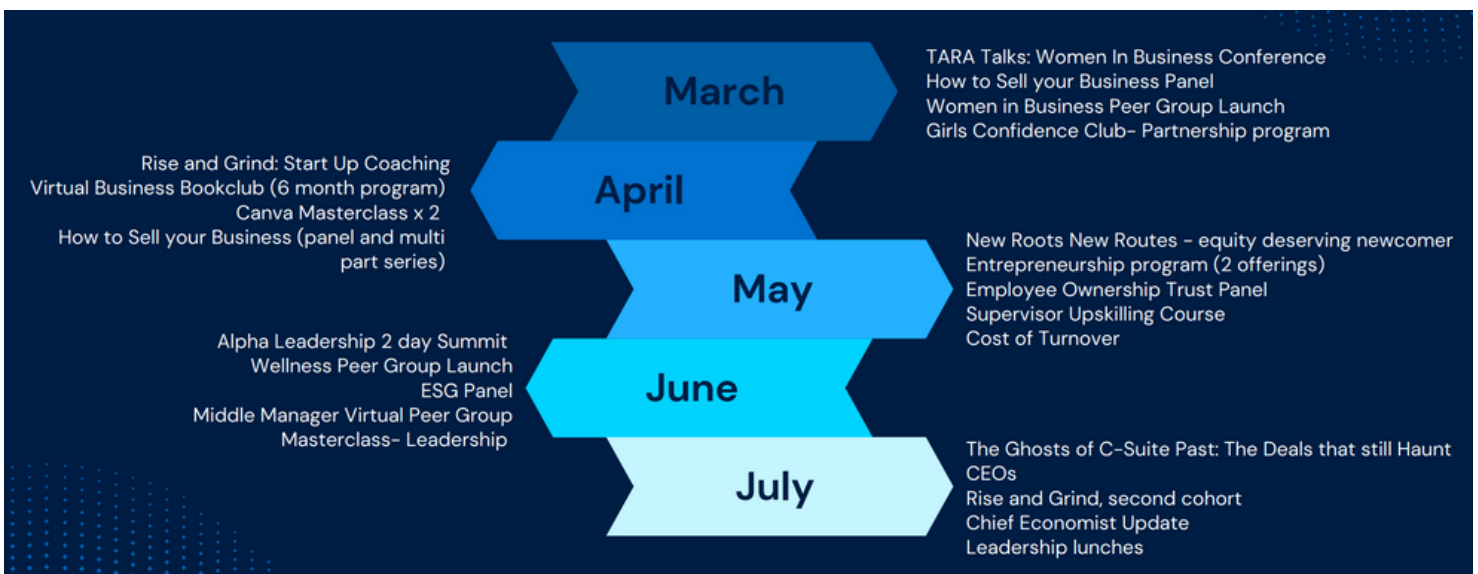 March
TARA Talks: Women In Business Conference
How to Sell your Business Panel
Women in Business Peer Group Launch
Girls Confidence Club- Partnership program
April
Rise and Grind: Start Up Coaching
Virtual Business Bookclub (6 month program)
Canva Masterclass x 2
How to Sell your Business (panel and multi
part series)
May
New Roots New Routes - equity deserving newcomer
Entrepreneurship program (2 offerings)
Employee Ownership Trust Panel
Supervisor Upskilling Course
Cost of Turnover
June
Alpha Leadership 2 day Summit
Wellness Peer Group Launch
ESG Panel
Middle Manager Virtual Peer Group
Masterclass- Leadership
July
The Ghosts of C-Suite Past: The Deals that still Haunt
CEOs
Rise and Grind, second cohort
Chief Economist Update
Leadership lunches